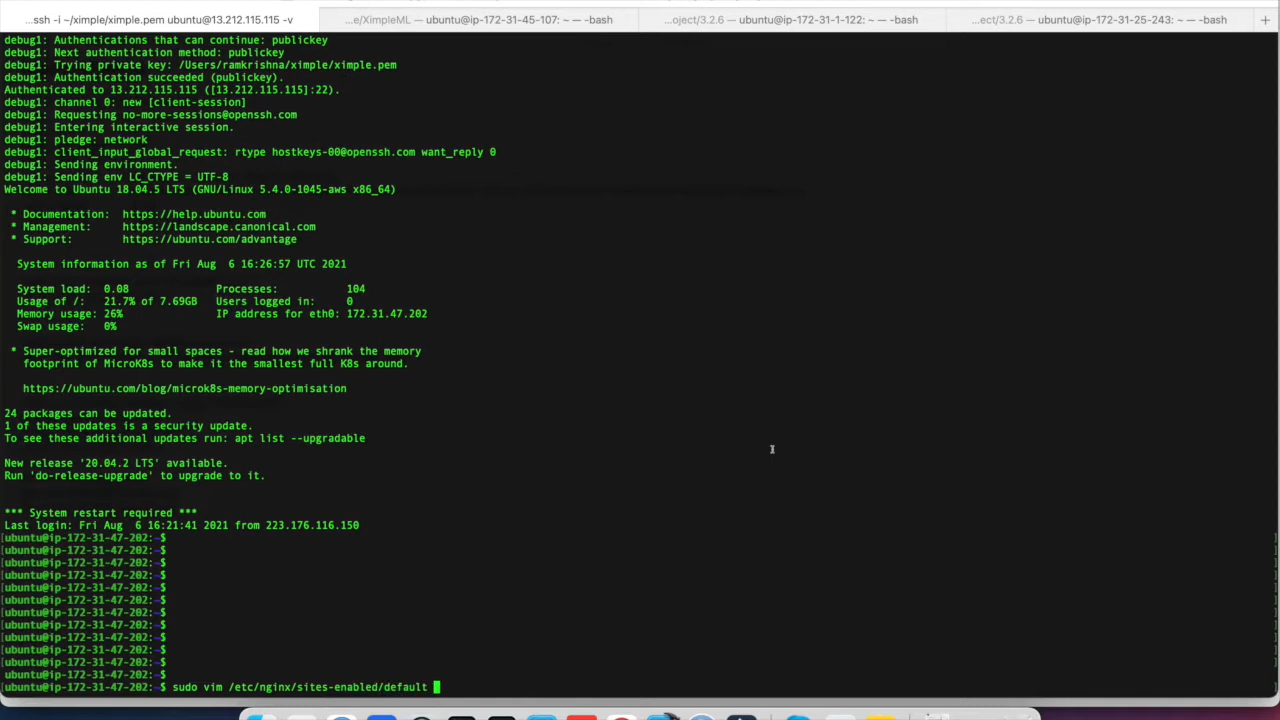 ...ssh -i ~/ximple/ximple.pem ubuntu@13.212.115.115 -v
...e/XimpleML — ubuntu@ip-172-31-45-107: ~ — -bash
...oject/3.2.6 — ubuntu@ip-172-31-1-122: ~ — -bash
...ect/3.2.6 — ubuntu@ip-172-31-25-243: ~ — -bash
+
debug1: Authentications that can continue: publickey
debug1: Next authentication method: publickey
debug1: Trying private key: /Users/ramkrishna/ximple/ximple.pem
debug1: Authentication succeeded (publickey).
Authenticated to 13.212.115.115 ([13.212.115.115]:22).
debug1: channel 0: new [client-session]
debug1: Requesting no-more-sessions@openssh.com
debug1: Entering interactive session.
debug1: pledge: network
debug1: client_input_global_request: rtype hostkeys-00@openssh.com want_reply 0
debug1: Sending environment.
debug1: Sending env LC_CTYPE = UTF-8
Welcome to Ubuntu 18.04.5 LTS (GNU/Linux 5.4.0-1045-aws x86_64)
* Documentation: https://help.ubuntu.com
* Management: https://landscape.canonical.com
* Support: https://ubuntu.com/advantage
System information as of Fri Aug 6 16:26:57 UTC 2021
System load: 0.08 Processes: 104
Usage of /: 21.7% of 7.69GB Users logged in: 0
Memory usage: 26% IP address for eth0: 172.31.47.202
Swap usage: 0%
* Super-optimized for small spaces - read how we shrank the memory
footprint of MicroK8s to make it the smallest full K8s around.
https://ubuntu.com/blog/microk8s-memory-optimisation
24 packages can be updated.
1 of these updates is a security update.
To see these additional updates run: apt list --upgradable
New release '20.04.2 LTS' available.
Run 'do-release-upgrade' to upgrade to it.
*** System restart required ***
Last login: Fri Aug 6 16:21:41 2021 from 223.176.116.150
[ubuntu@ip-172-31-47-202:~$ ]
[ubuntu@ip-172-31-47-202:~$ ]
[ubuntu@ip-172-31-47-202:~$ ]
[ubuntu@ip-172-31-47-202:~$ ]
[ubuntu@ip-172-31-47-202:~$ ]
[ubuntu@ip-172-31-47-202:~$ ]
[ubuntu@ip-172-31-47-202:~$ ]
[ubuntu@ip-172-31-47-202:~$ ]
[ubuntu@ip-172-31-47-202:~$ ]
[ubuntu@ip-172-31-47-202:~$ ]
[ubuntu@ip-172-31-47-202:~$ ]
ubuntu@ip-172-31-47-202:~$
[ubuntu@ip-172-31-47-202:~$ sudo vim /etc/nginx/sites-enabled/default ]